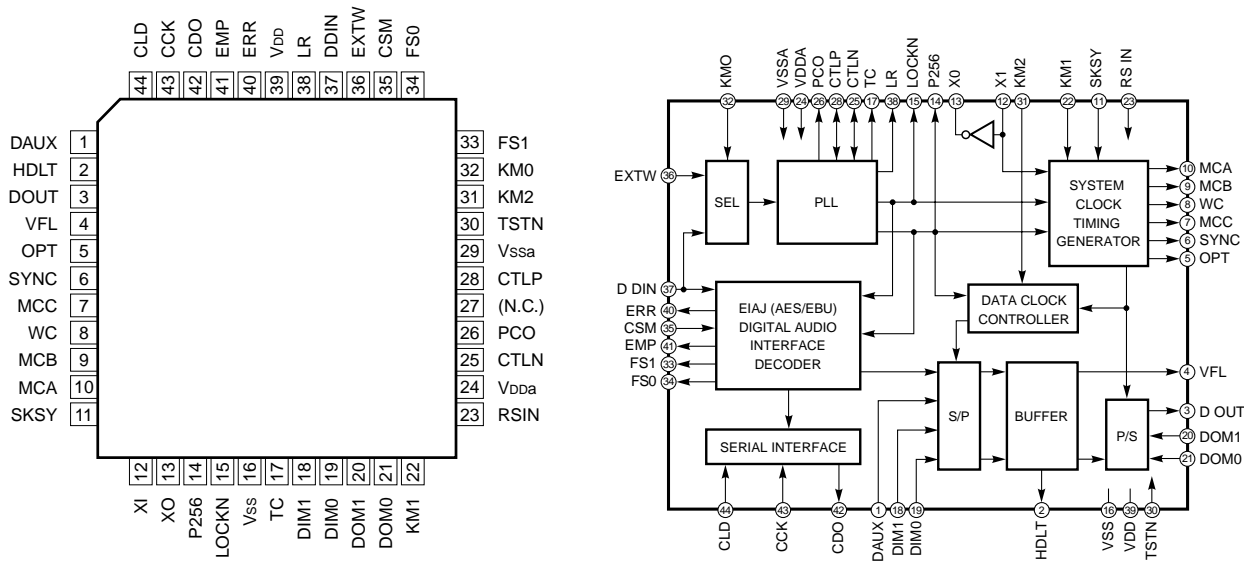 CLD
CCK
CDO
EMP
ERR
VDD
LR
DDIN
EXTW
CSM
FS0
44
43
42
41
40
39
38
37
36
35
34
DAUX 1
HDLT 2
DOUT 3
VFL 4
OPT 5
SYNC 6
MCC 7
WC 8
MCB 9
MCA 10
SKSY 11
33 FS1
32 KM0
31 KM2
30 TSTN
29 Vssa
28 CTLP
27 (N.C.)
26 PCO
25 CTLN
24 VDDa
23 RSIN
12
13
14
15
16
17
18
19
20
21
22
XI
XO
P256
LOCKN
Vss
TC
DIM1
DIM0
DOM1
DOM0
KM1
KMO
VSSA
VDDA
PCO
CTLP
CTLN
TC
LR
LOCKN
P256
X0
X1
KM2
KM1
SKSY
RS IN
32
29
24
26
28
25
17
38
15
14
13
12
31
22
11
23
EXTW 36
SEL
PLL
SYSTEM
CLOCK
TIMING
GENERATOR
10 MCA
9 MCB
8 WC
7 MCC
6 SYNC
5 OPT
D DIN 37
ERR 40
CSM 35
EMP 41
FS1 33
FS0 34
EIAJ (AES/EBU)
DIGITAL AUDIO
INTERFACE
DECODER
DATA CLOCK
CONTROLLER
S/P
BUFFER
P/S
4 VFL
3 D OUT
20 DOM1
21 DOM0
SERIAL INTERFACE
44
43
42
1
18
19
2
16
39
30
CLD
CCK
CDO
DAUX
DIM1
DIM0
HDLT
VSS
VDD
TSTN